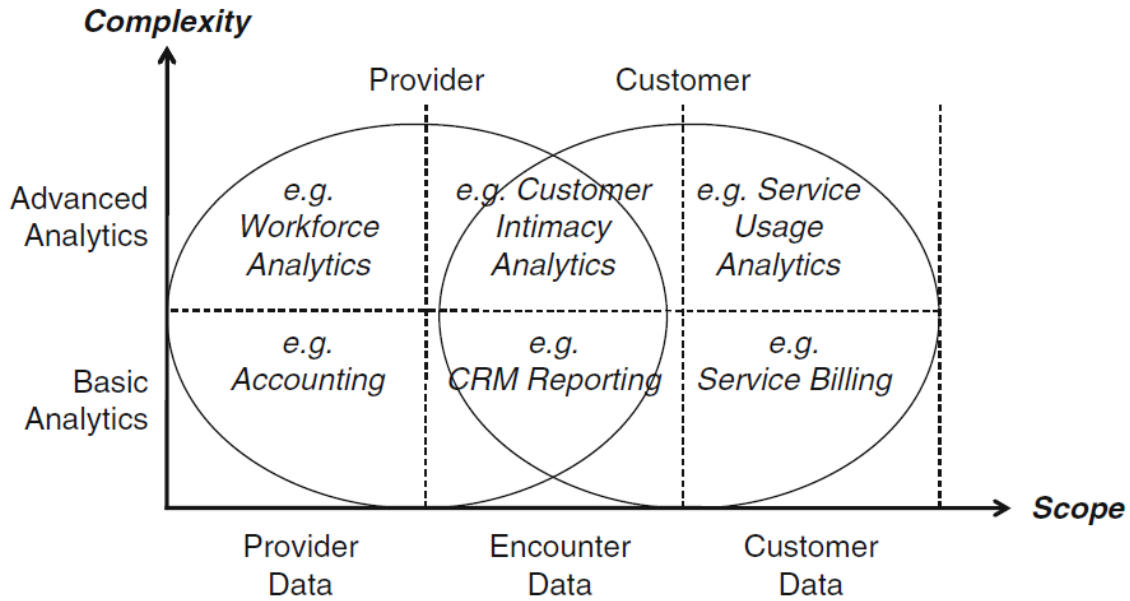 Complexity
Provider
Customer
Advanced
Analytics
e.g.
Workforce
Analytics
e.g. Customer
Intimacy
Analytics
e.g. Service
Usage
Analytics
Basic
Analytics
e.g.
Accounting
e.g.
CRM Reporting
e.g.
Service Billing
Scope
Provider
Data
Encounter
Data
Customer
Data